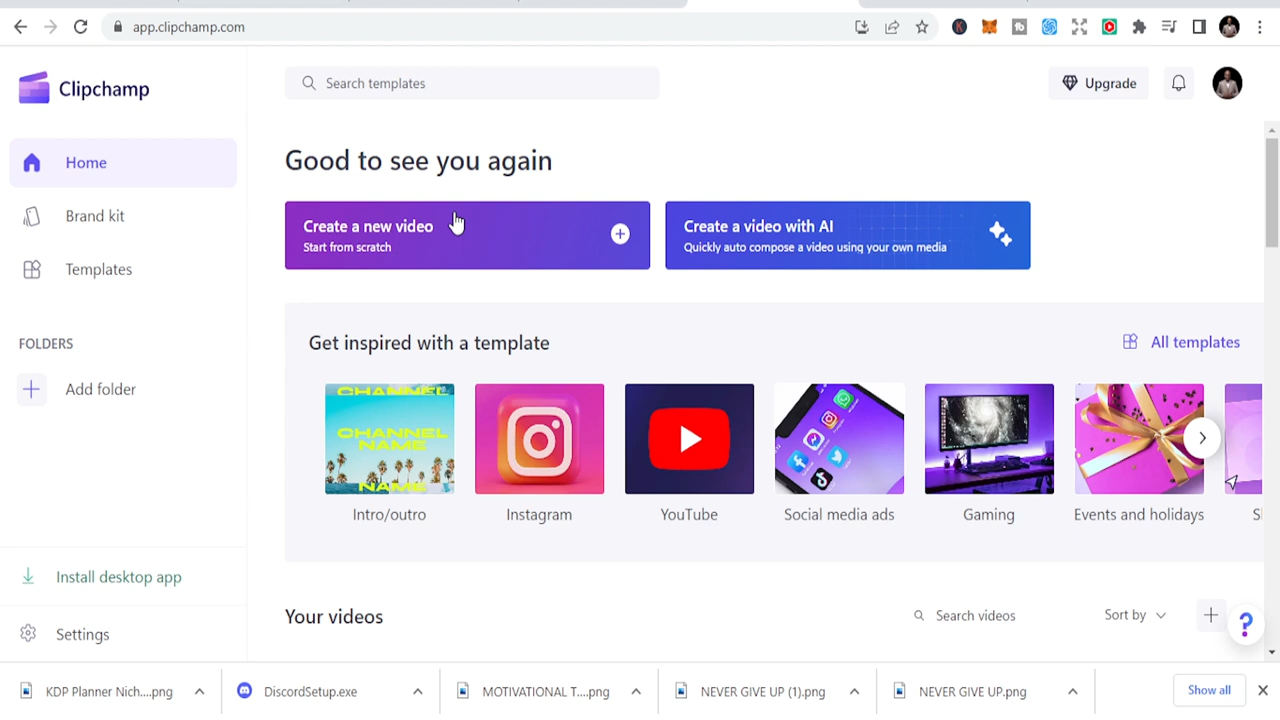 app.clipchamp.com
Clipchamp
Search templates
Upgrade
Home
Brand kit
Templates
FOLDERS
Add folder
Install desktop app
Settings
Good to see you again
Create a new video
Start from scratch
Create a video with AI
Quickly auto compose a video using your own media
Get inspired with a template
All templates
CHANNEL
CHANNEL
NAME
NAME
Intro/outro
Instagram
YouTube
Social media ads
Gaming
Events and holidays
Your videos
Search videos
Sort by
?
KDP Planner Nich....png
DiscordSetup.exe
MOTIVATIONAL T....png
NEVER GIVE UP (1).png
NEVER GIVE UP.png
Show all